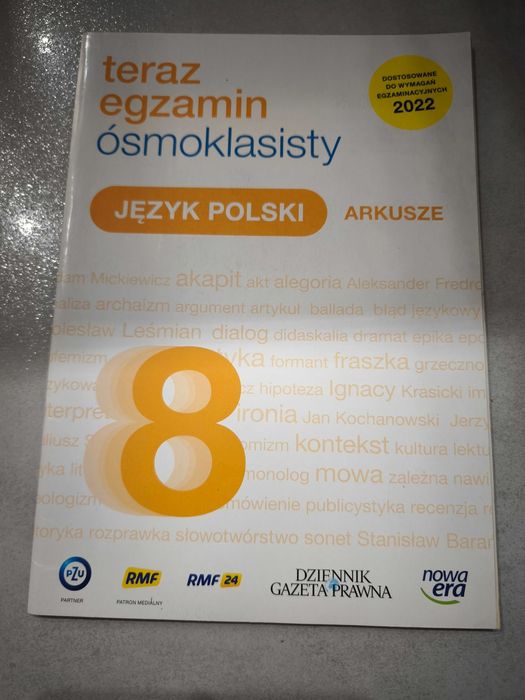 teraz
egzamin
ósmoklasisty
DOSTOSOWANE
DO WYMAGAŃ
EGZAMINACYJNYCH
2022
JĘZYK POLSKI ARKUSZE
Mickiewicz akapit akt alegoria Aleksander Fredro
archaizm argument artykuł ballada błąd językowy
Leśmian dialog didaskalia dramat epika
formant fraszka
hipoteza Ignacy Krasicki
ironia Jan Kochanowski Jerzy
kontekst kultura
monolog mowa zależna
publicystyka recenzja
rozprawka słowotwórstwo sonet Stanisław
8
PZU
PARTNER
RMF
PATRON MEDIALNY
RMF 24
DZIENNIK
GAZETA PRAWNA
nowa
era